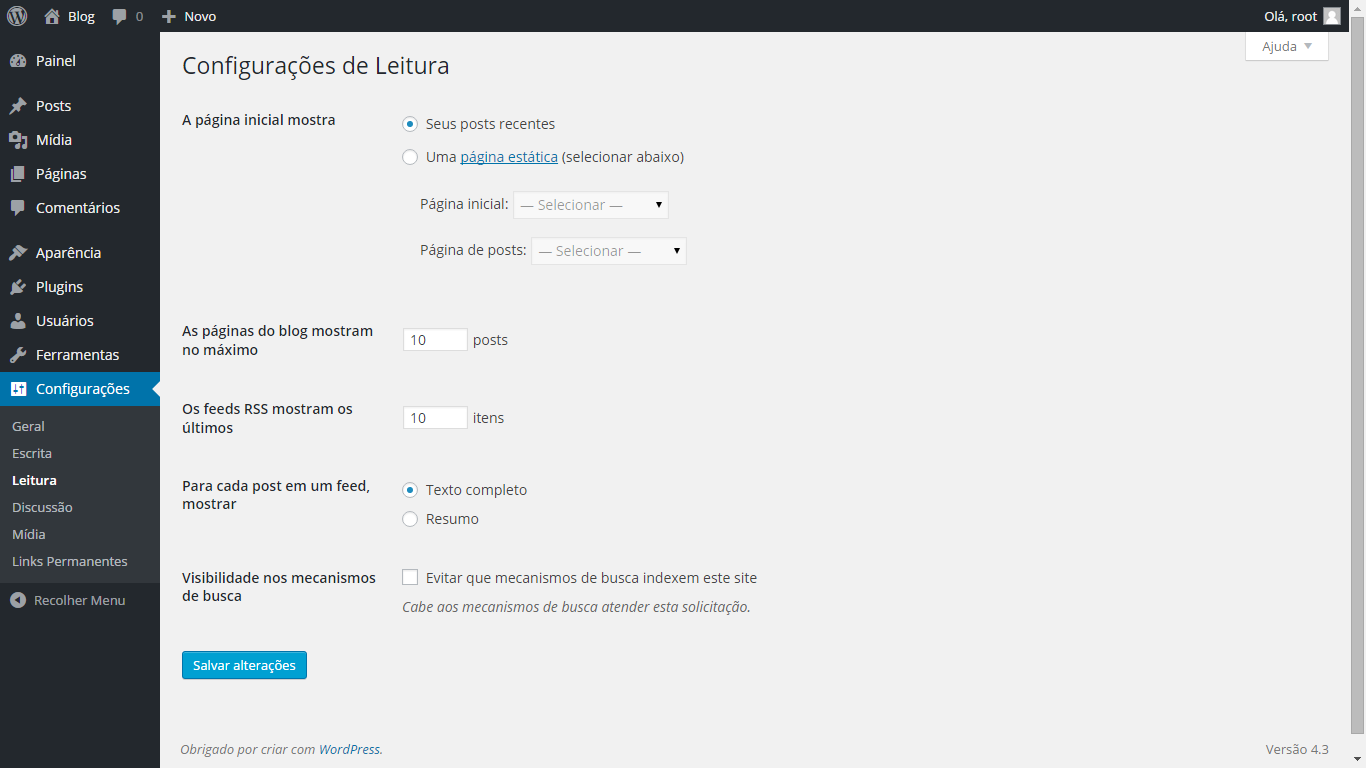 Blog 0 Novo Olá, root
Painel
Posts
Mídia
Páginas
Comentários
Aparência
Plugins
Usuários
Ferramentas
Configurações
Geral
Escrita
Leitura
Discussão
Mídia
Links Permanentes
Recolher Menu
Ajuda
Configurações de Leitura
A página inicial mostra
Seus posts recentes
Uma página estática (selecionar abaixo)
Página inicial: — Selecionar —
Página de posts: — Selecionar —
As páginas do blog mostram
no máximo
10 posts
Os feeds RSS mostram os
últimos
10 itens
Para cada post em um feed,
mostrar
Texto completo
Resumo
Visibilidade nos mecanismos
de busca
Evitar que mecanismos de busca indexem este site
Cabe aos mecanismos de busca atender esta solicitação.
Salvar alterações
Obrigado por criar com WordPress.
Versão 4.3